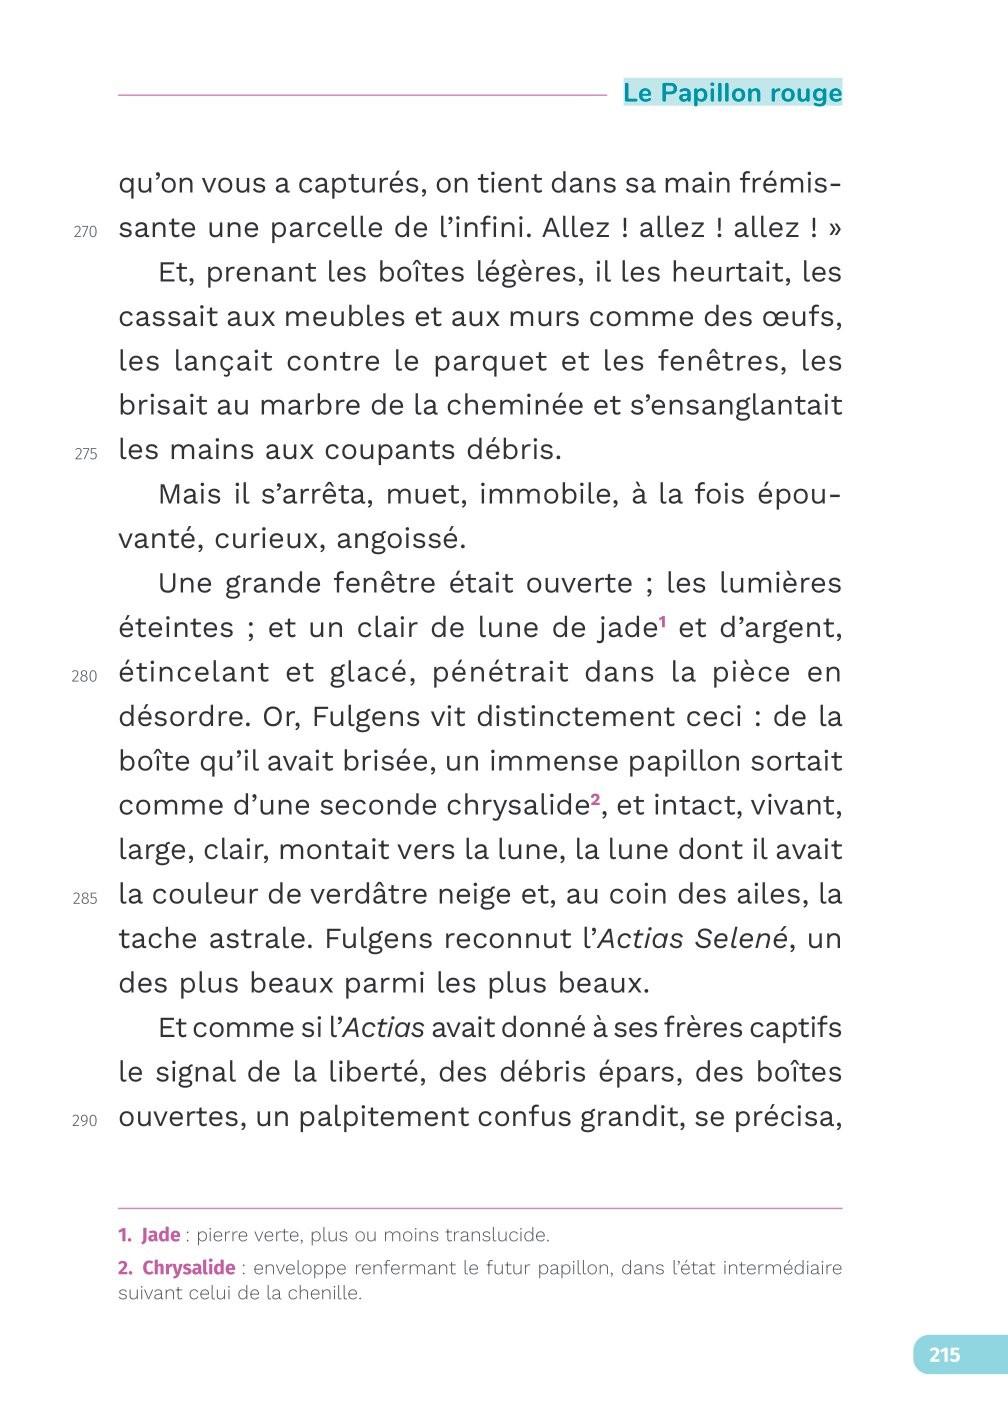 Le Papillon rouge
qu’on vous a capturés, on tient dans sa main frémis-
270 sante une parcelle de l’infini. Allez ! allez ! allez ! »
Et, prenant les boîtes légères, il les heurtait, les
cassait aux meubles et aux murs comme des œufs,
les lançait contre le parquet et les fenêtres, les
brisait au marbre de la cheminée et s’ensanglantait
275 les mains aux coupants débris.
Mais il s’arrêta, muet, immobile, à la fois épou-
vanté, curieux, angoissé.
Une grande fenêtre était ouverte ; les lumières
éteintes ; et un clair de lune de jade¹ et d’argent,
280 étincelant et glacé, pénétrait dans la pièce en
désordre. Or, Fulgens vit distinctement ceci : de la
boîte qu’il avait brisée, un immense papillon sortait
comme d’une seconde chrysalide², et intact, vivant,
large, clair, montait vers la lune, la lune dont il avait
285 la couleur de verdâtre neige et, au coin des ailes, la
tache astrale. Fulgens reconnut l’Actias Selené, un
des plus beaux parmi les plus beaux.
Et comme si l’Actias avait donné à ses frères captifs
le signal de la liberté, des débris épars, des boîtes
290 ouvertes, un palpitement confus grandit, se précisa,
1. Jade : pierre verte, plus ou moins translucide.
2. Chrysalide : enveloppe renfermant le futur papillon, dans l’état intermédiaire
suivant celui de la chenille.
215